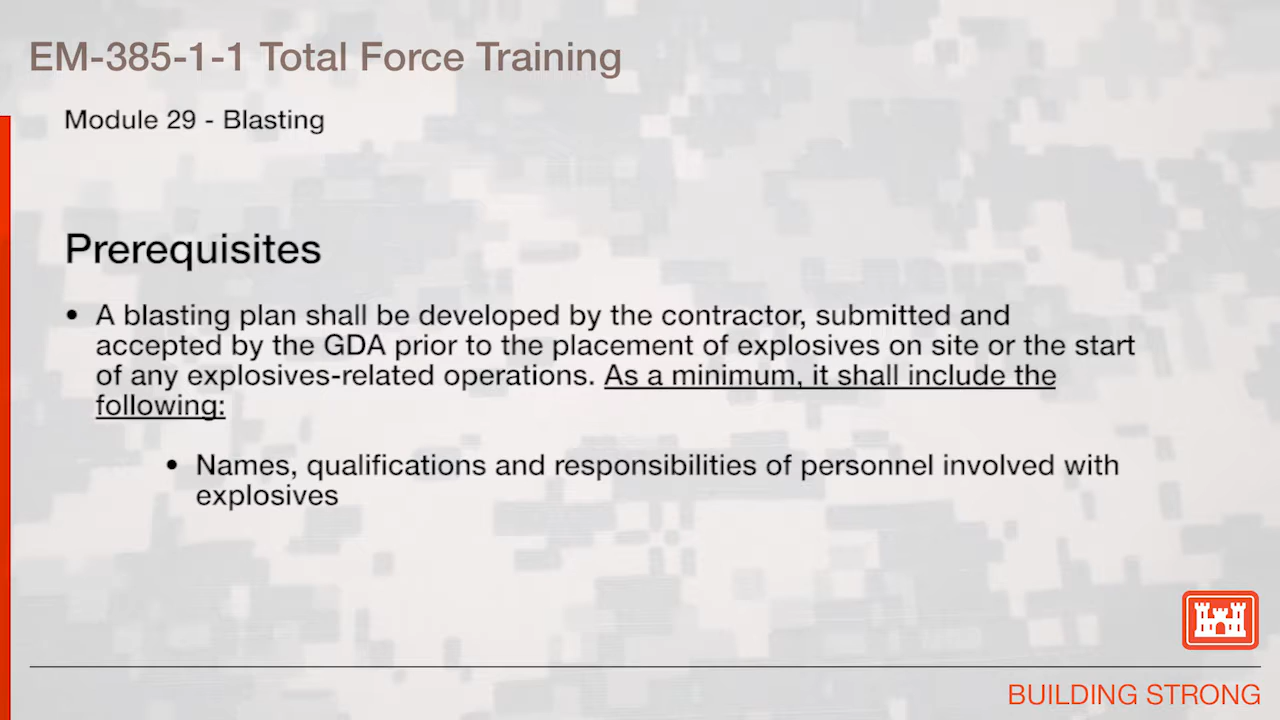 EM-385-1-1 Total Force Training
Module 29 - Blasting
Prerequisites
• A blasting plan shall be developed by the contractor, submitted and
accepted by the GDA prior to the placement of explosives on site or the start
of any explosives-related operations. As a minimum, it shall include the
following:
• Names, qualifications and responsibilities of personnel involved with
explosives
BUILDING STRONG